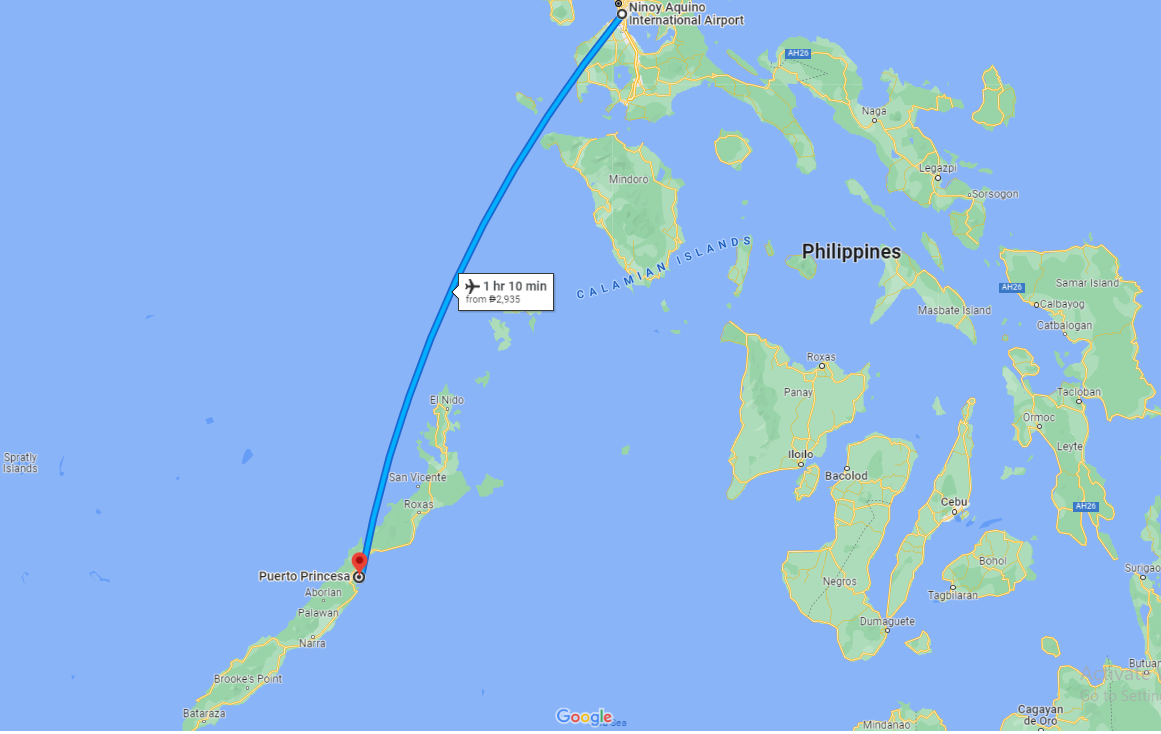 Ninoy Aquino
International Airport
AH26
Naga
Legazpi
Mindoro
Sorsogon
CALAMIAN ISLANDS
Philippines
1 hr 10 min
from ₱2,935
Samar Island
AH26
Calbayog
Masbate Island
Catbalogan
Roxas
Panay
El Nido
Tacloban
Ormoc
Leyte
Spratly
Islands
Iloilo
Bacolod
San Vicente
Roxas
Cebu
AH26
Bohol
Puerto Princesa
Surigao
Negros
Aborlan
Tagbilaran
Palawan
Dumaguete
Narra
Butuan
Brooke's Point
Activate
Go to Settin
Bataraza
Google
Sea
Cagayan
de Oro
Mindanao